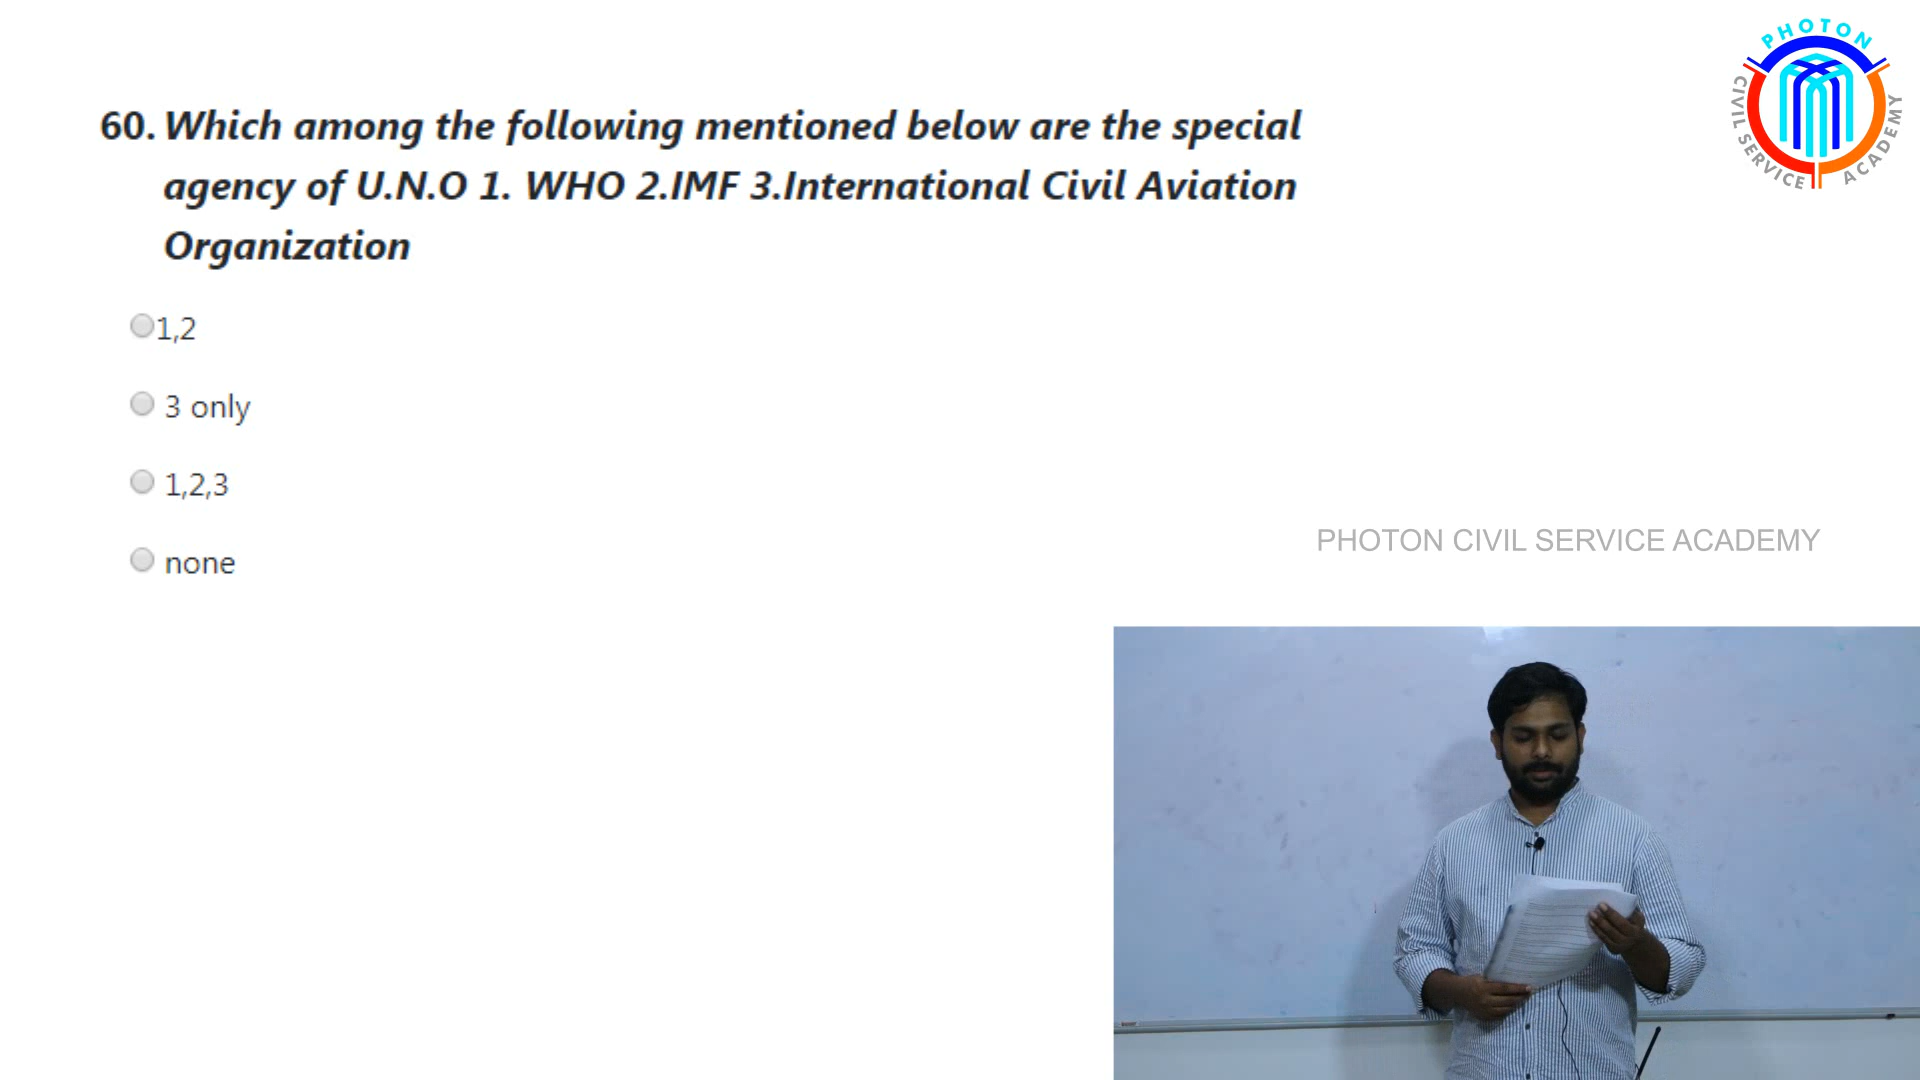 PHOTON
CIVIL SERVICE ACADEMY
60. Which among the following mentioned below are the special
agency of U.N.O 1. WHO 2.IMF 3.International Civil Aviation
Organization
1,2
3 only
1,2,3
none
PHOTON CIVIL SERVICE ACADEMY